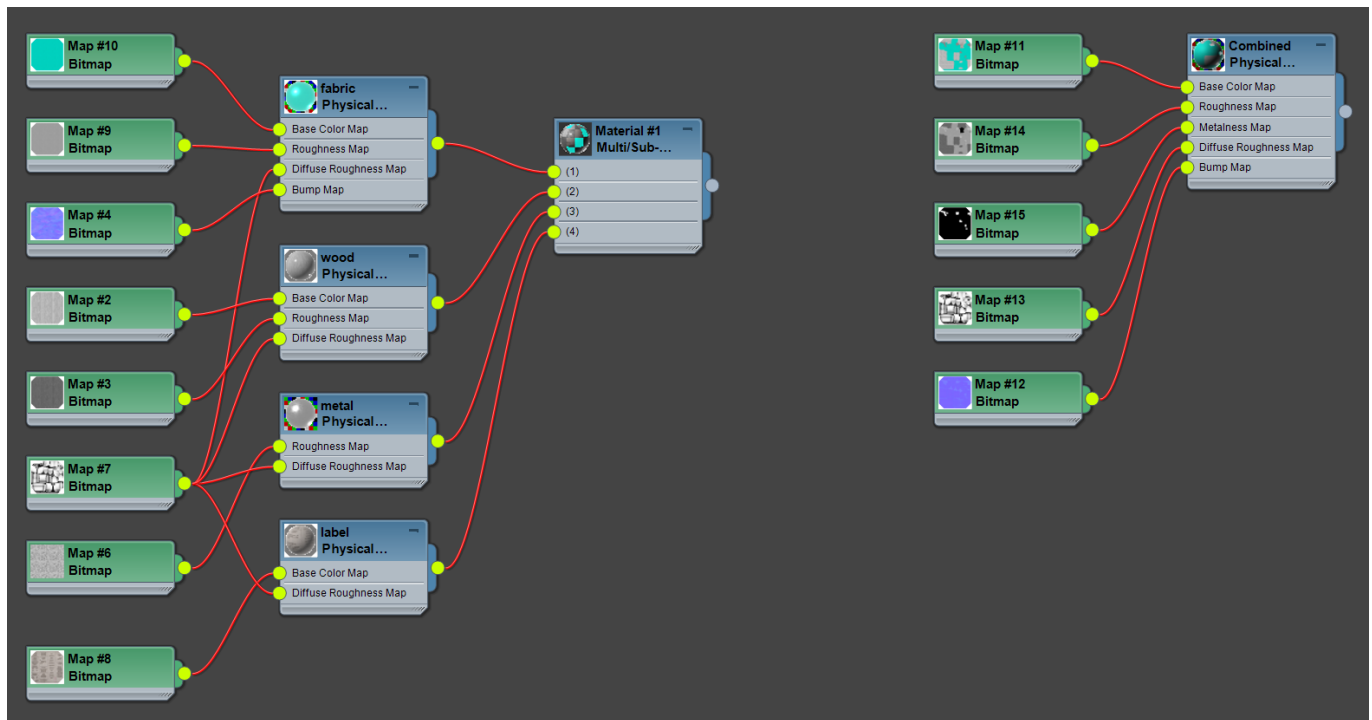 Map #10
Bitmap
Map #9
Bitmap
Map #4
Bitmap
Map #2
Bitmap
Map #3
Bitmap
Map #7
Bitmap
Map #6
Bitmap
Map #8
Bitmap
fabric
Physical...
Base Color Map
Roughness Map
Diffuse Roughness Map
Bump Map
wood
Physical...
Base Color Map
Roughness Map
Diffuse Roughness Map
metal
Physical...
Roughness Map
Diffuse Roughness Map
label
Physical...
Base Color Map
Diffuse Roughness Map
Material #1
Multi/Sub-...
(1)
(2)
(3)
(4)
Map #11
Bitmap
Map #14
Bitmap
Map #15
Bitmap
Map #13
Bitmap
Map #12
Bitmap
Combined
Physical...
Base Color Map
Roughness Map
Metalness Map
Diffuse Roughness Map
Bump Map